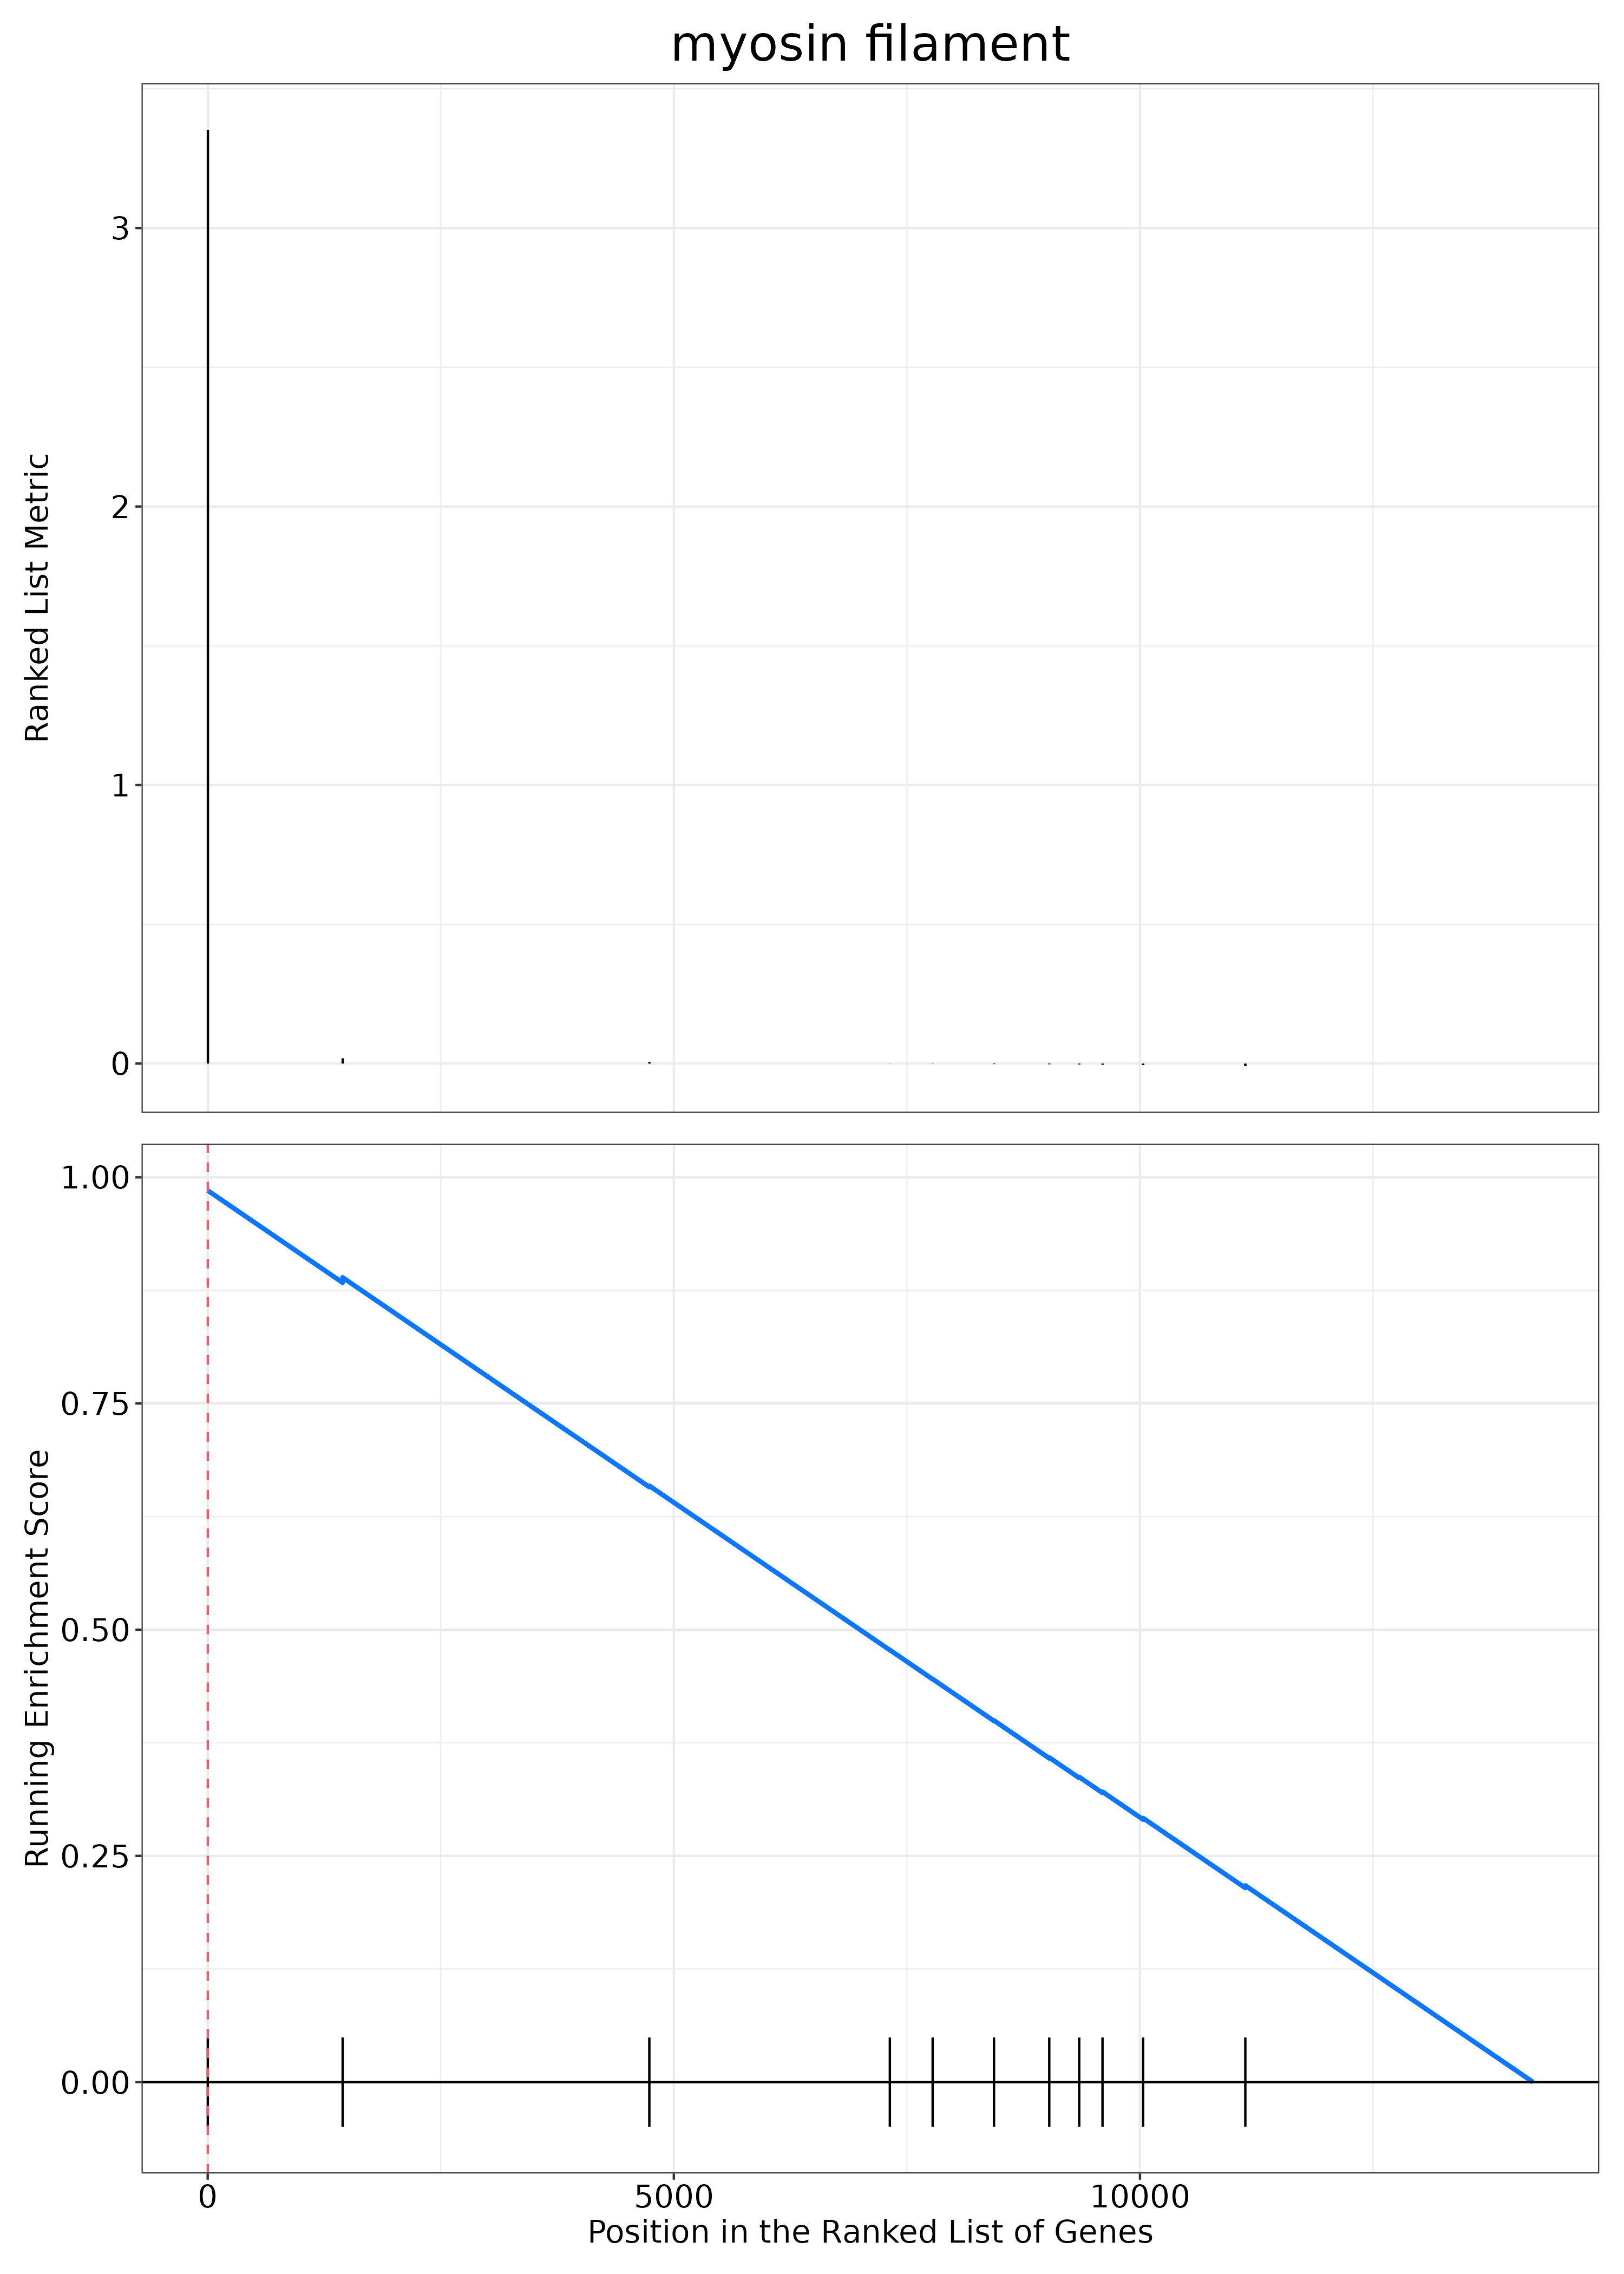 myosin filament
Ranked List Metric
3
2
1
0
Running Enrichment Score
1.00
0.75
0.50
0.25
0.00
0 5000 10000
Position in the Ranked List of Genes